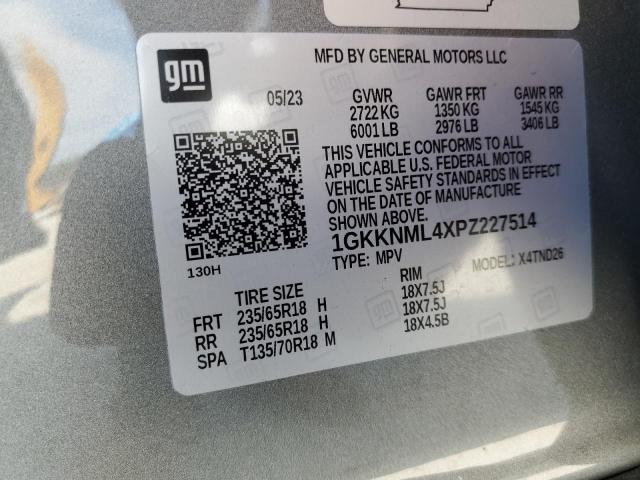 gm
MFD BY GENERAL MOTORS LLC
05/23 GVWR GAWR FRT GAWR RR
2722 KG 1350 KG 1545 KG
6001 LB 2976 LB 3406 LB
THIS VEHICLE CONFORMS TO ALL
APPLICABLE U.S. FEDERAL MOTOR
VEHICLE SAFETY STANDARDS IN EFFECT
ON THE DATE OF MANUFACTURE
SHOWN ABOVE.
1GKKNML4XPZ227514
130H TYPE: MPV MODEL: X4TND26
TIRE SIZE RIM
FRT 235/65R18 H 18X7.5J
RR 235/65R18 H 18X7.5J
SPA T135/70R18 M 18X4.5B